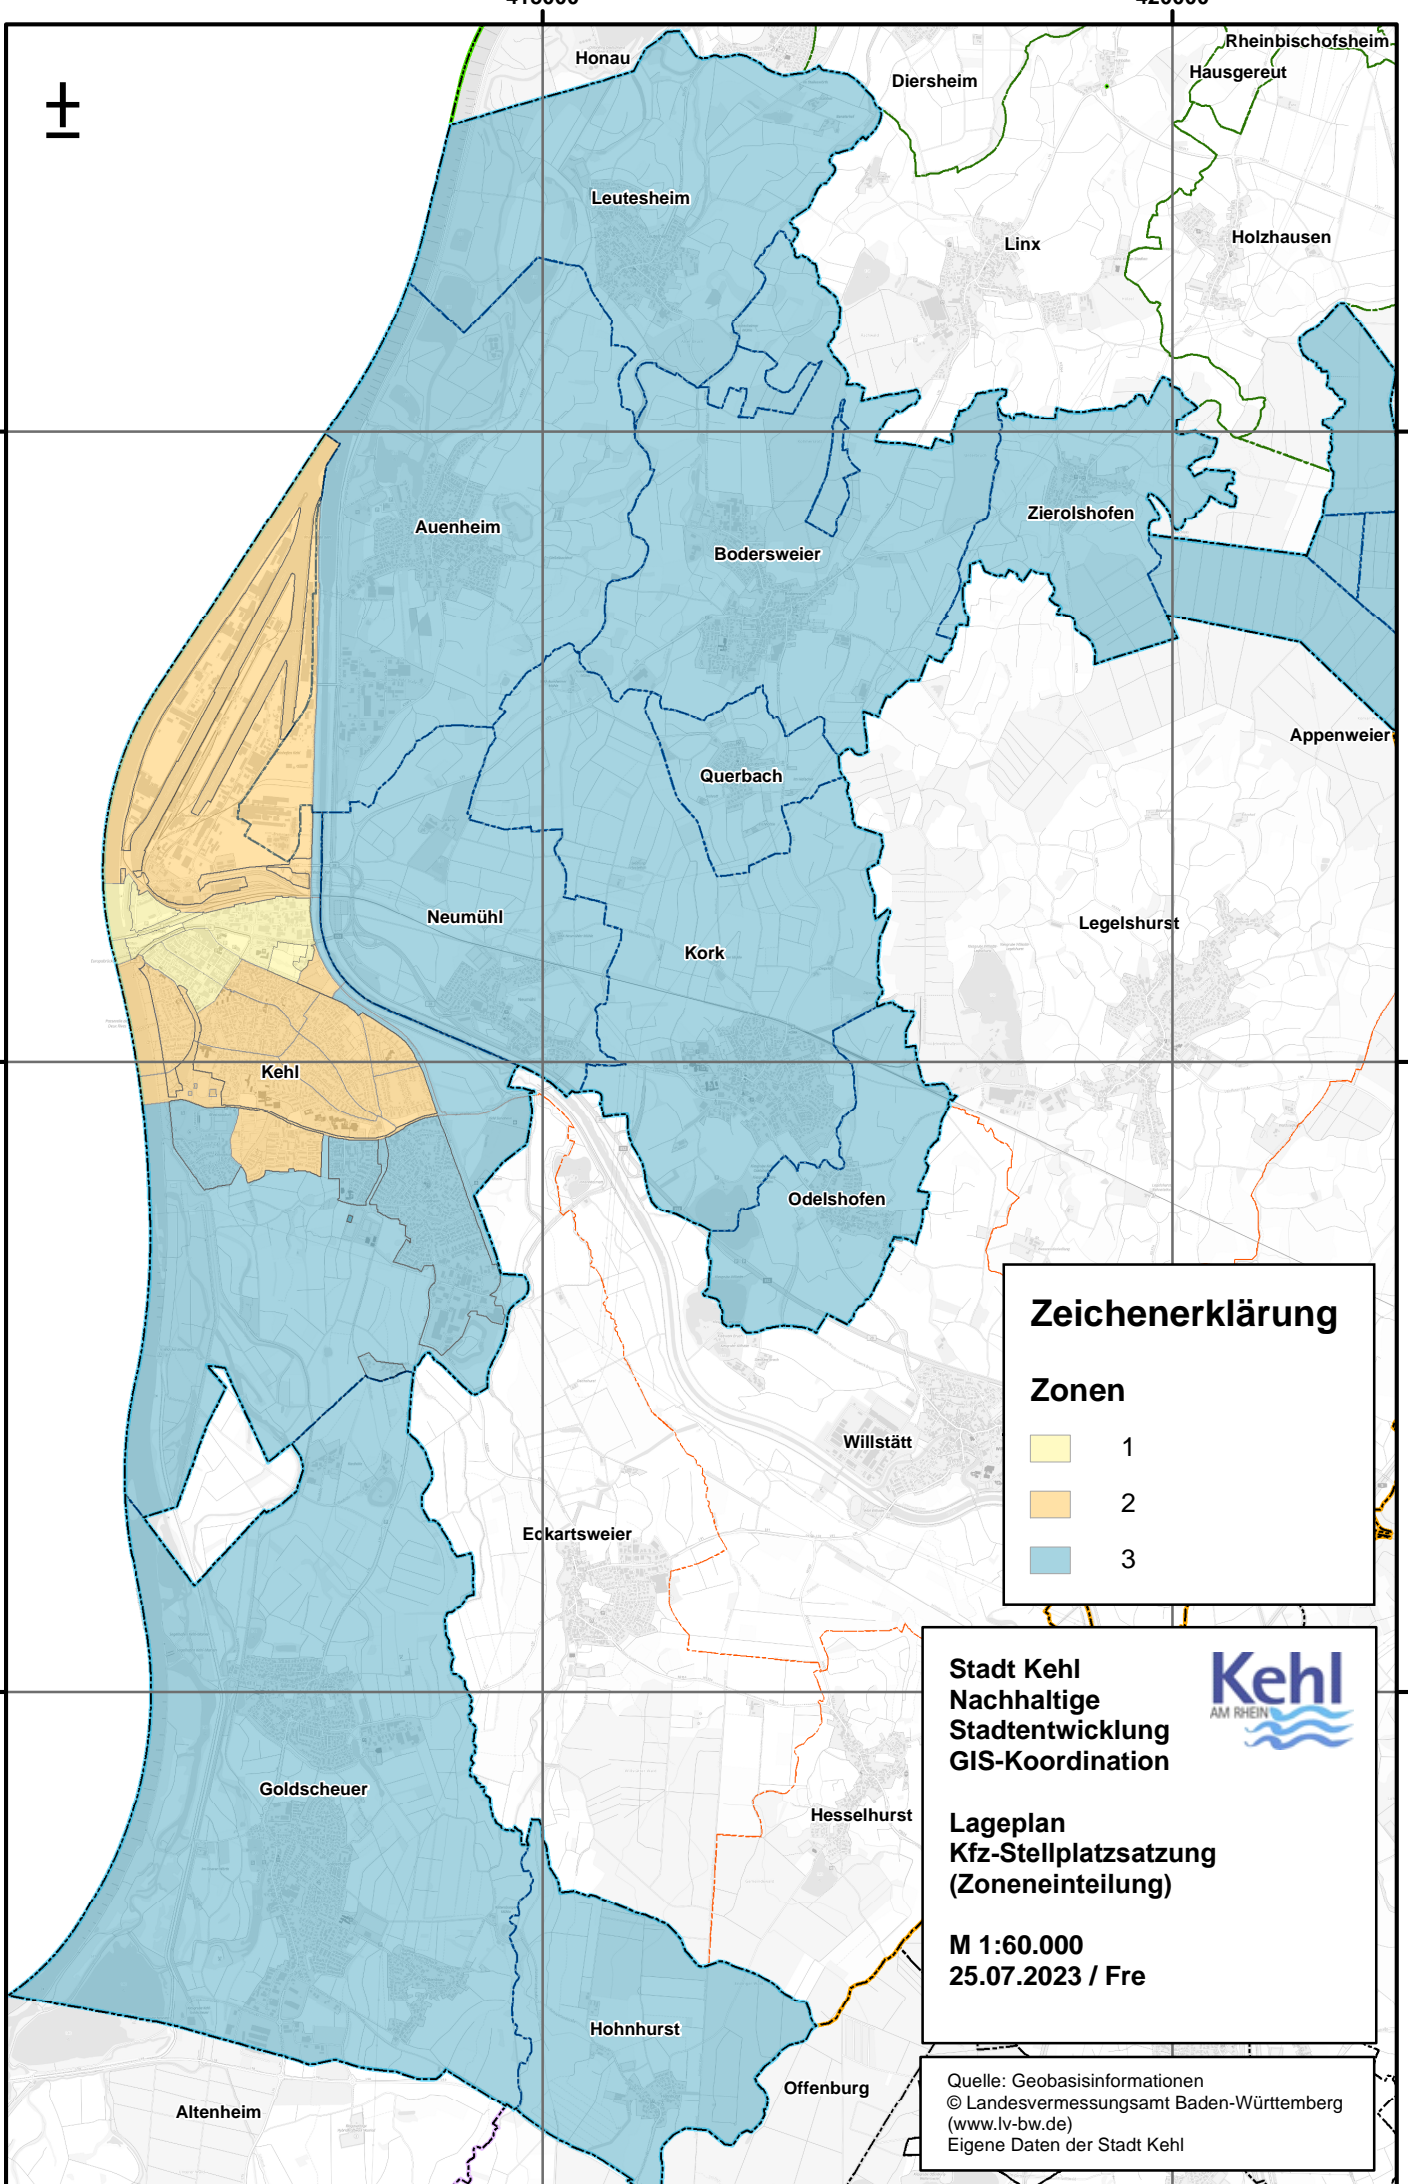 Honau
Diersheim
Rheinbischofsheim
Hausgereut
Leutesheim
Linx
Holzhausen
Auenheim
Bodersweier
Zierolshofen
Appenweier
Querbach
Neumühl
Kork
Legelshurst
Kehl
Odelshofen
Willstätt
Eckartsweier
Goldscheuer
Hesselhurst
Hohnhurst
Offenburg
Altenheim
Zeichenerklärung
Zonen
1
2
3
Stadt Kehl
Nachhaltige
Stadtentwicklung
GIS-Koordination
Kehl
AM RHEIN
Lageplan
Kfz-Stellplatzsatzung
(Zoneneinteilung)
M 1:60.000
25.07.2023 / Fre
Quelle: Geobasisinformationen
© Landesvermessungsamt Baden-Württemberg
(www.lv-bw.de)
Eigene Daten der Stadt Kehl